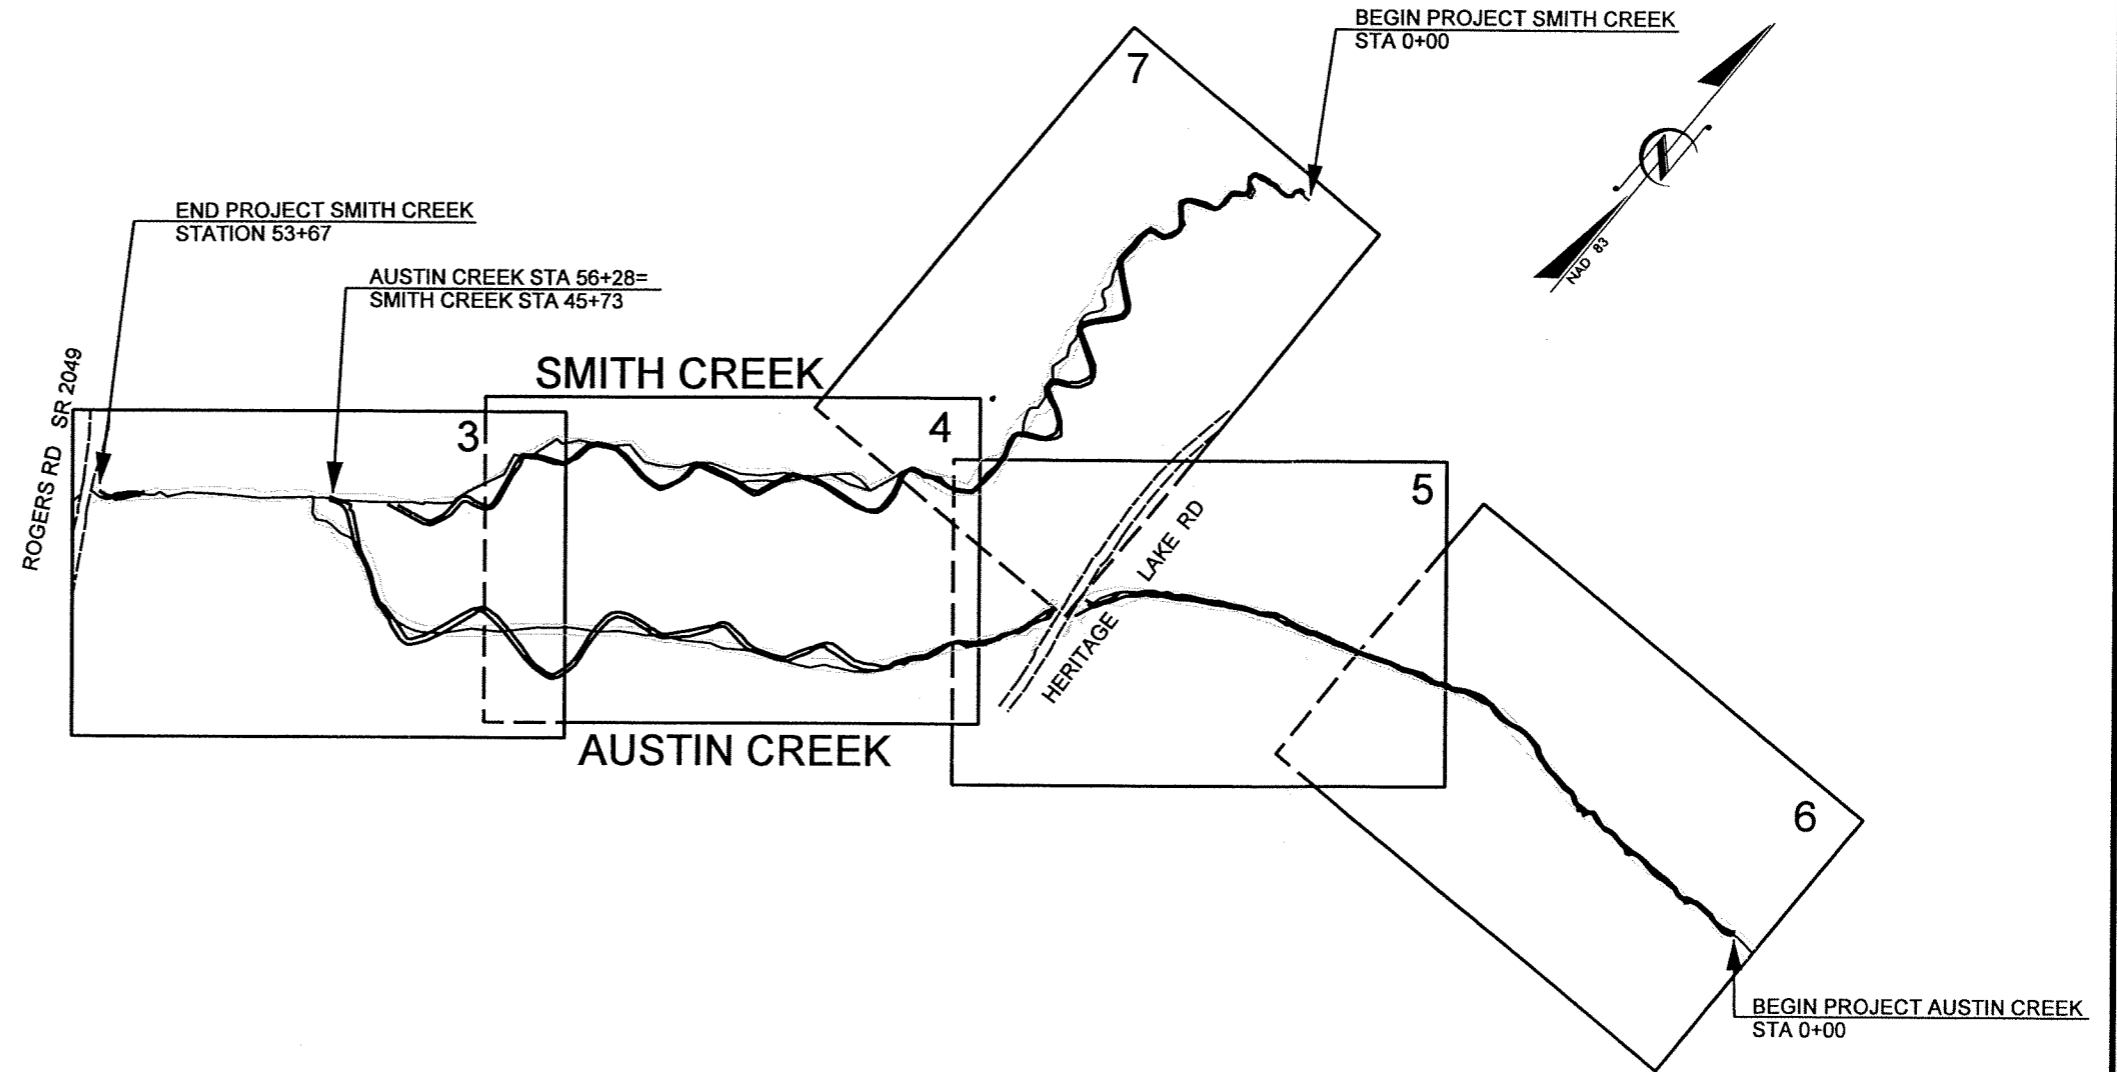 BEGIN PROJECT SMITH CREEK
STA 0+00
7
N
NAD 83
END PROJECT SMITH CREEK
STATION 53+67
AUSTIN CREEK STA 56+28=
SMITH CREEK STA 45+73
ROGERS RD SR 2049
SMITH CREEK
3
4
5
HERITAGE LAKE RD
AUSTIN CREEK
6
BEGIN PROJECT AUSTIN CREEK
STA 0+00